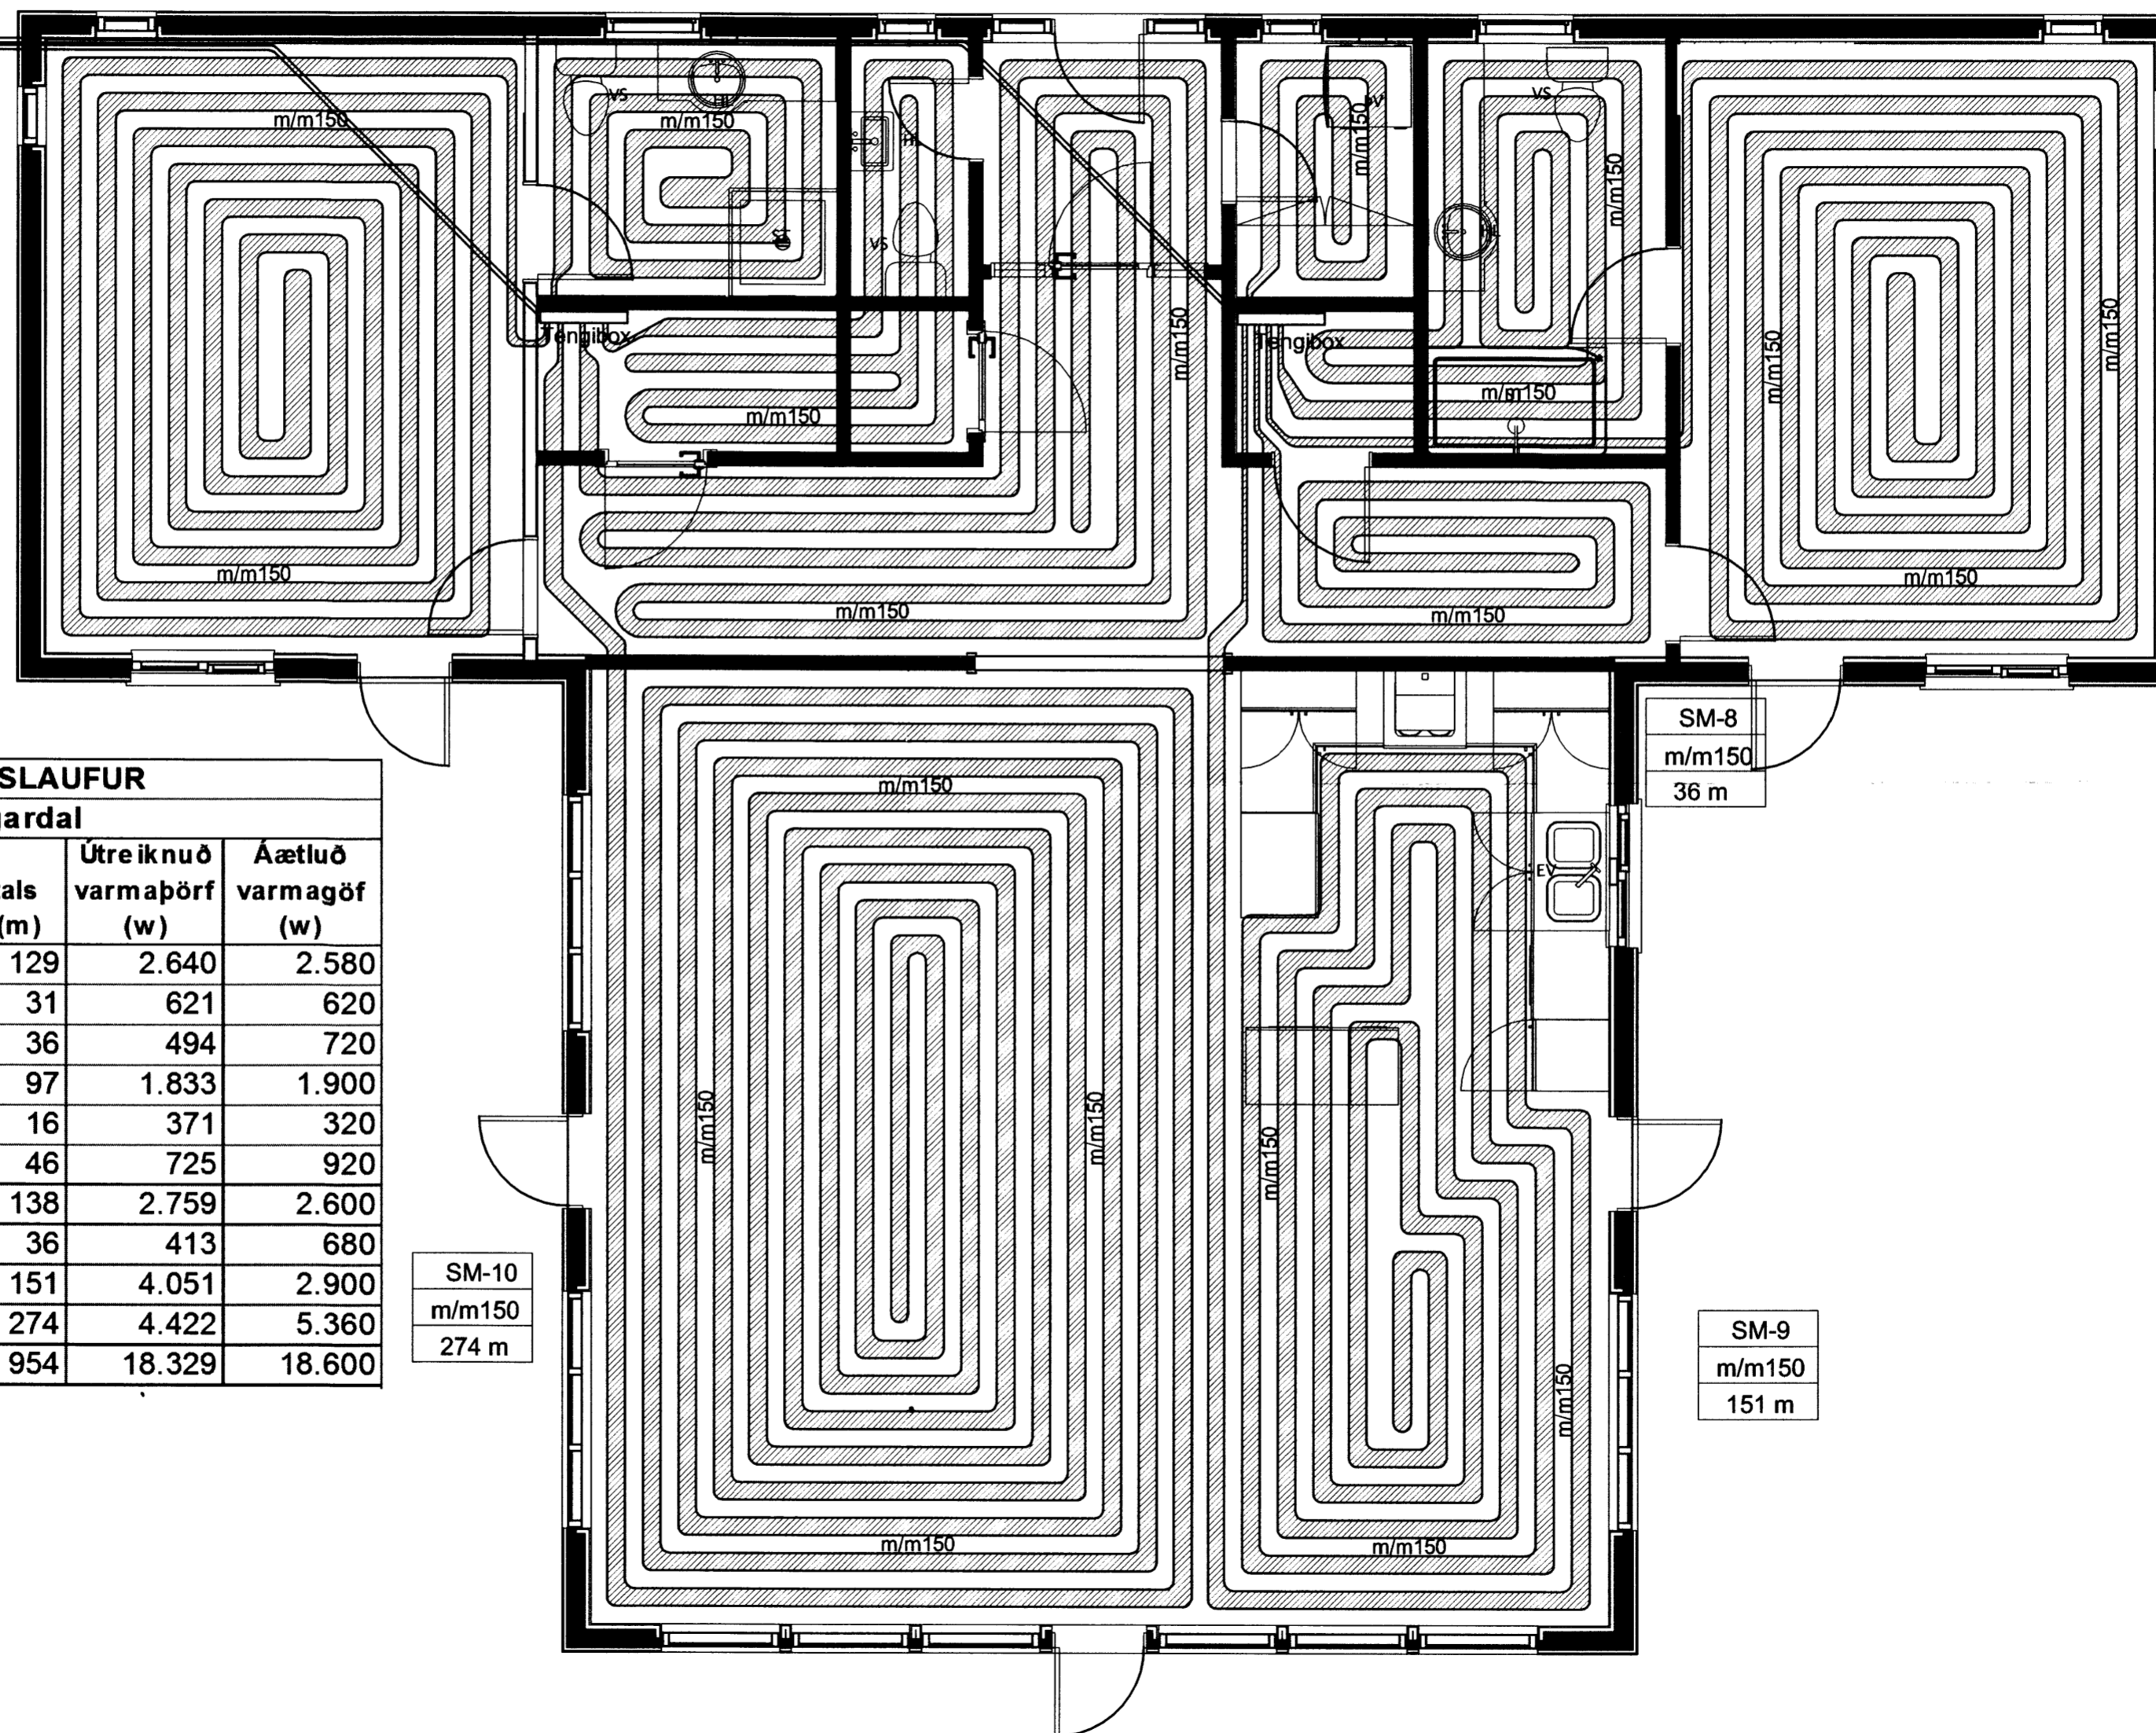 VS
HL
m/m150
m/m150
HL
VS
ST
ÞV
m/m150
VS
m/m150
HL
Tengibox
Tengibox
m/m150
m/m150
m/m150
m/m150
m/m150
m/m150
m/m150
m/m150
m/m150
m/m150
SM-8
m/m150
36 m
SLAUFUR
gardal
Útreiknuð Áætluð
als varmaþörf varmagöf
(m) (w) (w)
129 2.640 2.580
31 621 620
36 494 720
97 1.833 1.900
16 371 320
46 725 920
138 2.759 2.600
36 413 680
151 4.051 2.900
274 4.422 5.360
954 18.329 18.600
m/m150
EV
m/m150
m/m150
m/m150
SM-10
m/m150
274 m
SM-9
m/m150
151 m
m/m150
m/m150
m/m150